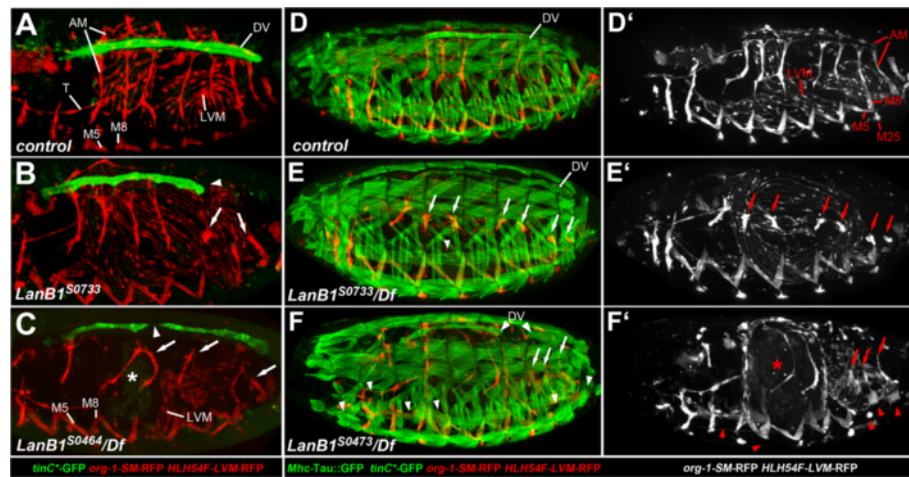 A AM DV T M5 M8 LVM control
D DV control
D' AM LVM M8 M5 M25
B LanB1S0733
E DV LanB1S0733/Df
E'
C M5 M8 LVM * LanB1S0464/Df
F DV LanB1S0473/Df
F' *
tinC*-GFP org-1-SM-RFP HLH54F-LVM-RFP
Mhc-Tau::GFP tinC*-GFP org-1-SM-RFP HLH54F-LVM-RFP
org-1-SM-RFP HLH54F-LVM-RFP